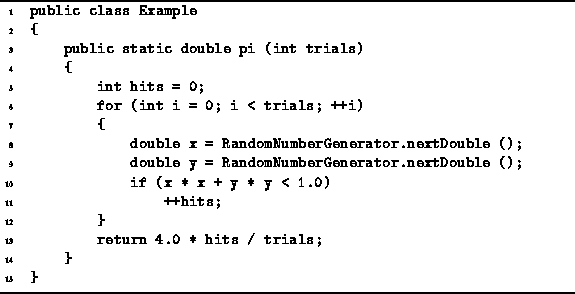 1 public class Example
2 {
3     public static double pi (int trials)
4     {
5         int hits = 0;
6         for (int i = 0; i < trials; ++i)
7         {
8             double x = RandomNumberGenerator.nextDouble ();
9             double y = RandomNumberGenerator.nextDouble ();
10             if (x * x + y * y < 1.0)
11                 ++hits;
12         }
13         return 4.0 * hits / trials;
14     }
15 }